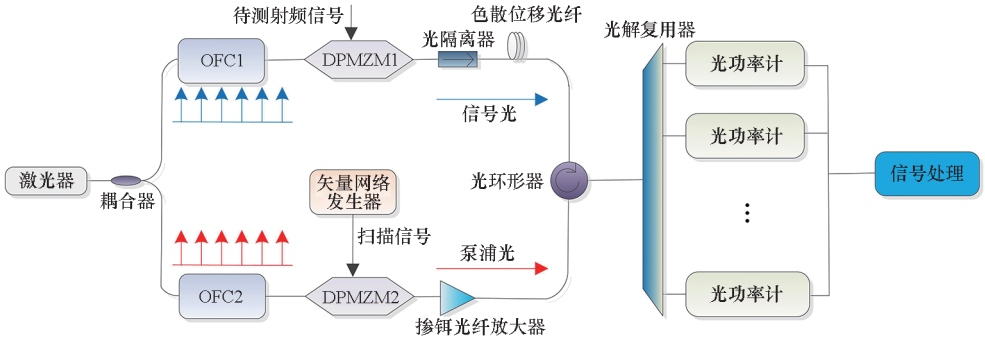 待测射频信号
色散位移光纤
光隔离器
光解复用器
OFC1
DPMZM1
光功率计
信号光
光功率计
激光器
耦合器
矢量网络
发生器
光环形器
信号处理
扫描信号
泵浦光
OFC2
DPMZM2
光功率计
掺铒光纤放大器